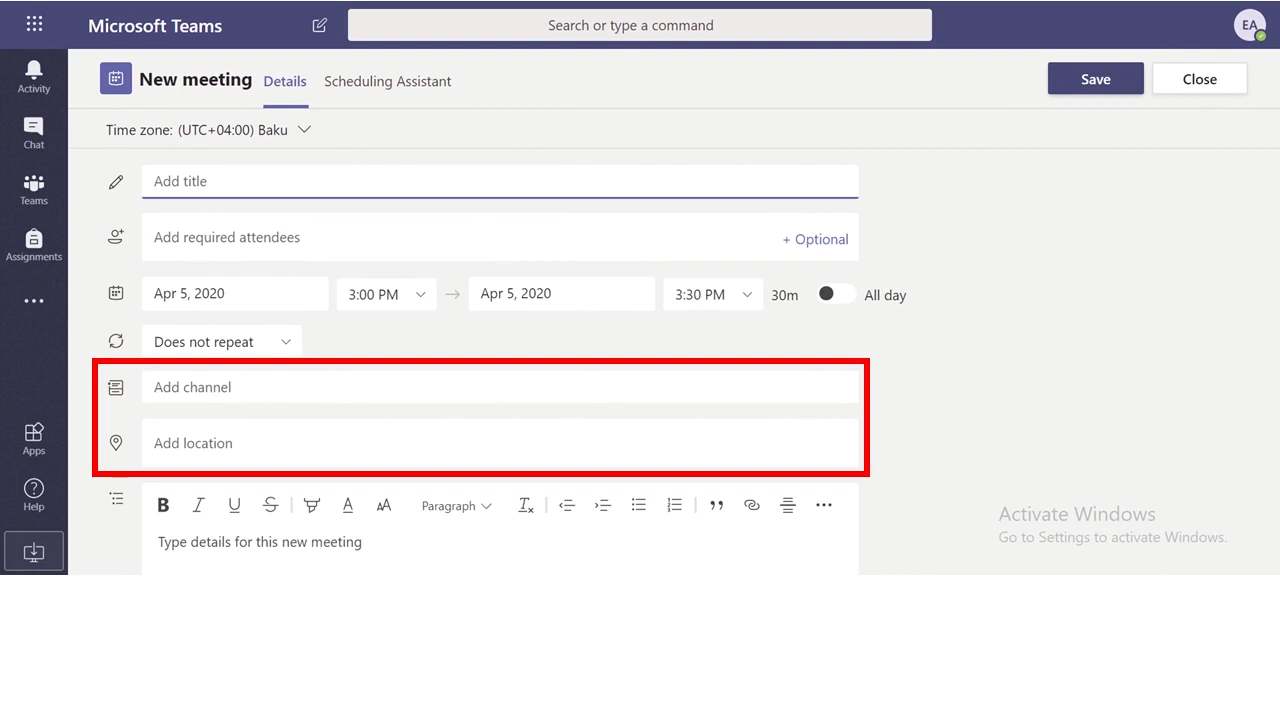 Microsoft Teams
Search or type a command
EA
Activity
Chat
Teams
Assignments
Apps
Help
New meeting Details Scheduling Assistant
Save Close
Time zone: (UTC+04:00) Baku
Add title
Add required attendees + Optional
Apr 5, 2020 3:00 PM → Apr 5, 2020 3:30 PM 30m All day
Does not repeat
Add channel
Add location
B I U S A AA Paragraph Tx
Type details for this new meeting
Activate Windows
Go to Settings to activate Windows.